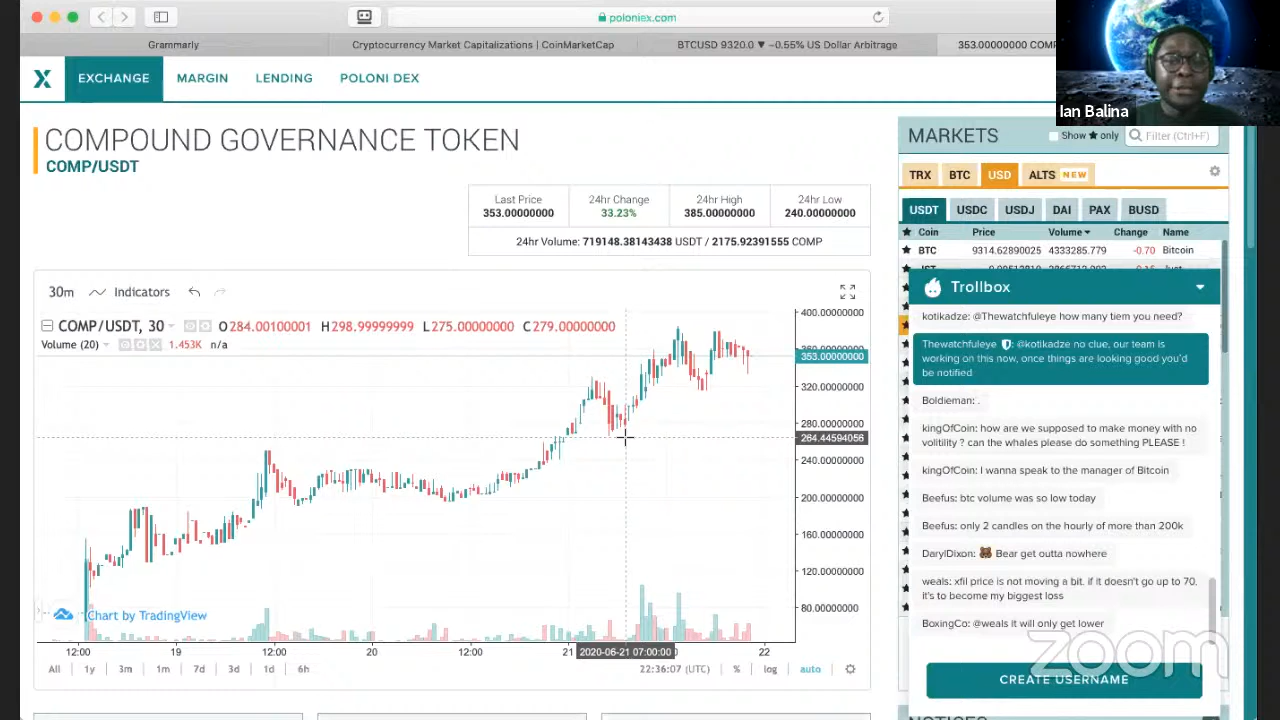 poloniex.com
Grammarly
Cryptocurrency Market Capitalizations | CoinMarketCap
BTCUSD 9320.0 ▼ −0.55% US Dollar Arbitrage
353.00000000 COMP
Ian Balina
X
EXCHANGE
MARGIN
LENDING
POLONI DEX
COMPOUND GOVERNANCE TOKEN
COMP/USDT
Last Price
353.00000000
24hr Change
33.23%
24hr High
385.00000000
24hr Low
240.00000000
24hr Volume: 719148.38143438 USDT / 2175.92391555 COMP
30m
Indicators
COMP/USDT, 30
O284.00100001 H298.99999999 L275.00000000 C279.00000000
Volume (20)
1.453K n/a
400.00000000
353.00000000
320.00000000
280.00000000
264.44594056
240.00000000
200.00000000
160.00000000
120.00000000
80.00000000
Chart by TradingView
12:00
19
12:00
20
12:00
21
2020-06-21 07:00:00
22
All 1y 3m 1m 7d 3d 1d 6h
22:36:07 (UTC)
%
log
auto
MARKETS
Show ★ only
Filter (Ctrl+F)
TRX
BTC
USD
ALTS NEW
USDT
USDC
USDJ
DAI
PAX
BUSD
★ Coin Price Volume▼ Change Name
★ BTC 9314.62890025 4333285.779 -0.70 Bitcoin
Trollbox
kotikadze: @Thewatchfuleye how many tiem you need?
Thewatchfuleye : @kotikadze no clue, our team is
working on this now, once things are looking good you'd
be notified
Boldieman: .
kingOfCoin: how are we supposed to make money with no
volitility ? can the whales please do something PLEASE !
kingOfCoin: I wanna speak to the manager of Bitcoin
Beefus: btc volume was so low today
Beefus: only 2 candles on the hourly of more than 200k
DarylDixon: 🐻 Bear get outta nowhere
weals: xfil price is not moving a bit. if it doesn't go up to 70,
it's to become my biggest loss
BoxingCo: @weals it will only get lower
zoom
CREATE USERNAME
NOTICES